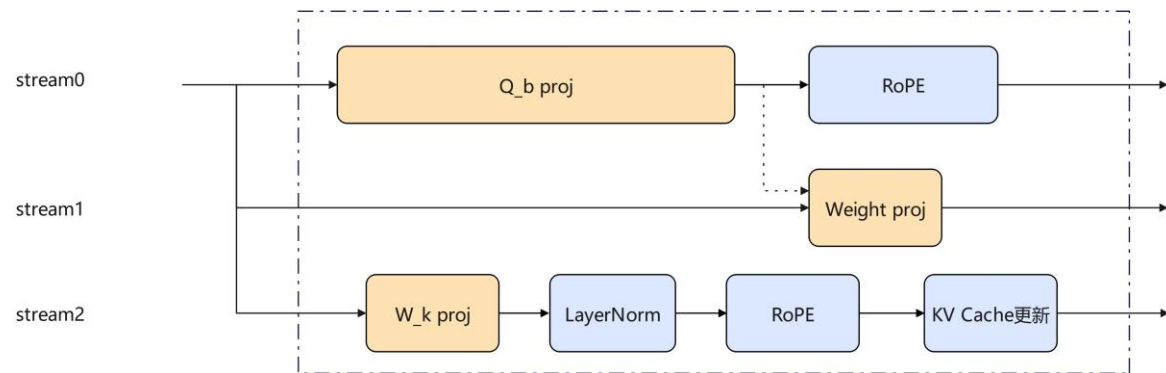 stream0
Q_b proj
RoPE
stream1
Weight proj
stream2
W_k proj
LayerNorm
RoPE
KV Cache更新